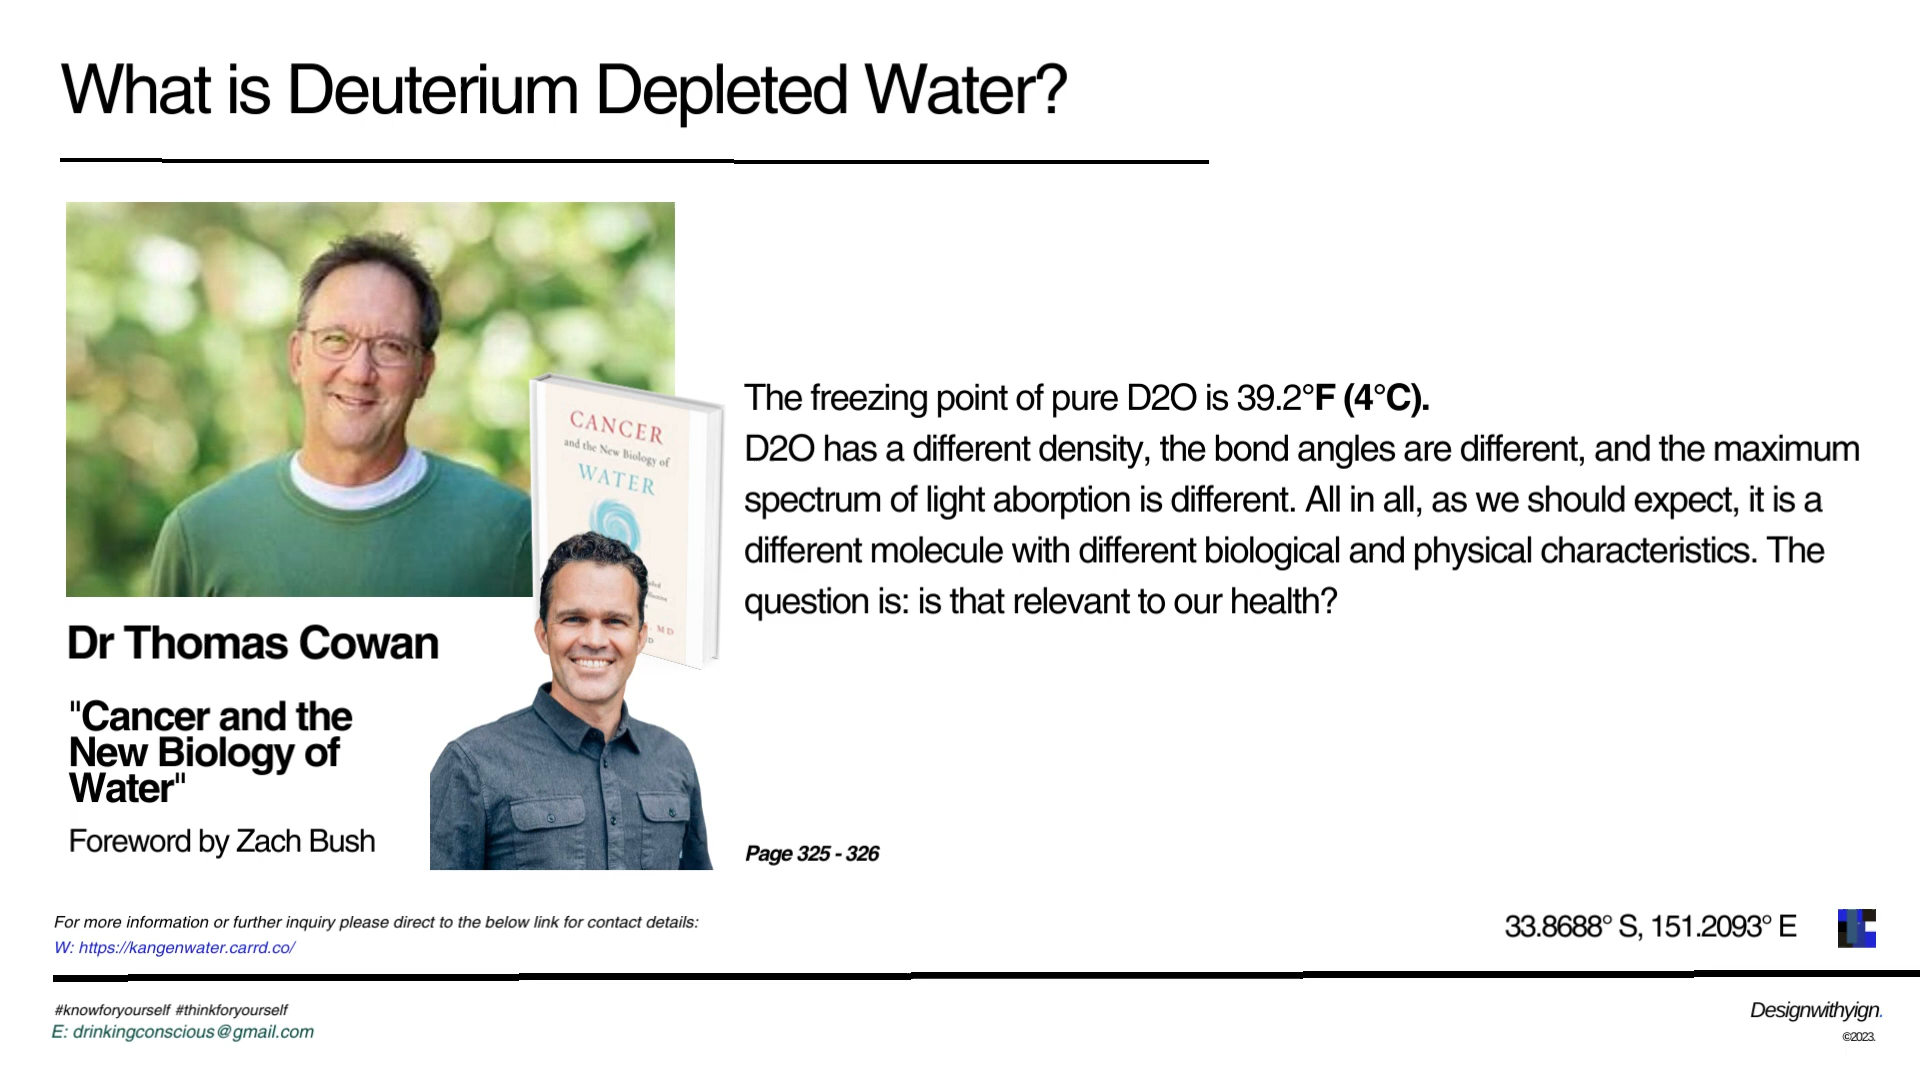 What is Deuterium Depleted Water?
CANCER
and the New Biology of
WATER
MD
D
Dr Thomas Cowan
"Cancer and the
New Biology of
Water"
Foreword by Zach Bush
The freezing point of pure D2O is 39.2°F (4°C).
D2O has a different density, the bond angles are different, and the maximum
spectrum of light aborption is different. All in all, as we should expect, it is a
different molecule with different biological and physical characteristics. The
question is: is that relevant to our health?
Page 325 - 326
For more information or further inquiry please direct to the below link for contact details:
W: https://kangenwater.carrd.co/
33.8688° S, 151.2093° E
#knowforyourself #thinkforyourself
E: drinkingconscious@gmail.com
Designwithyign.
©2023.